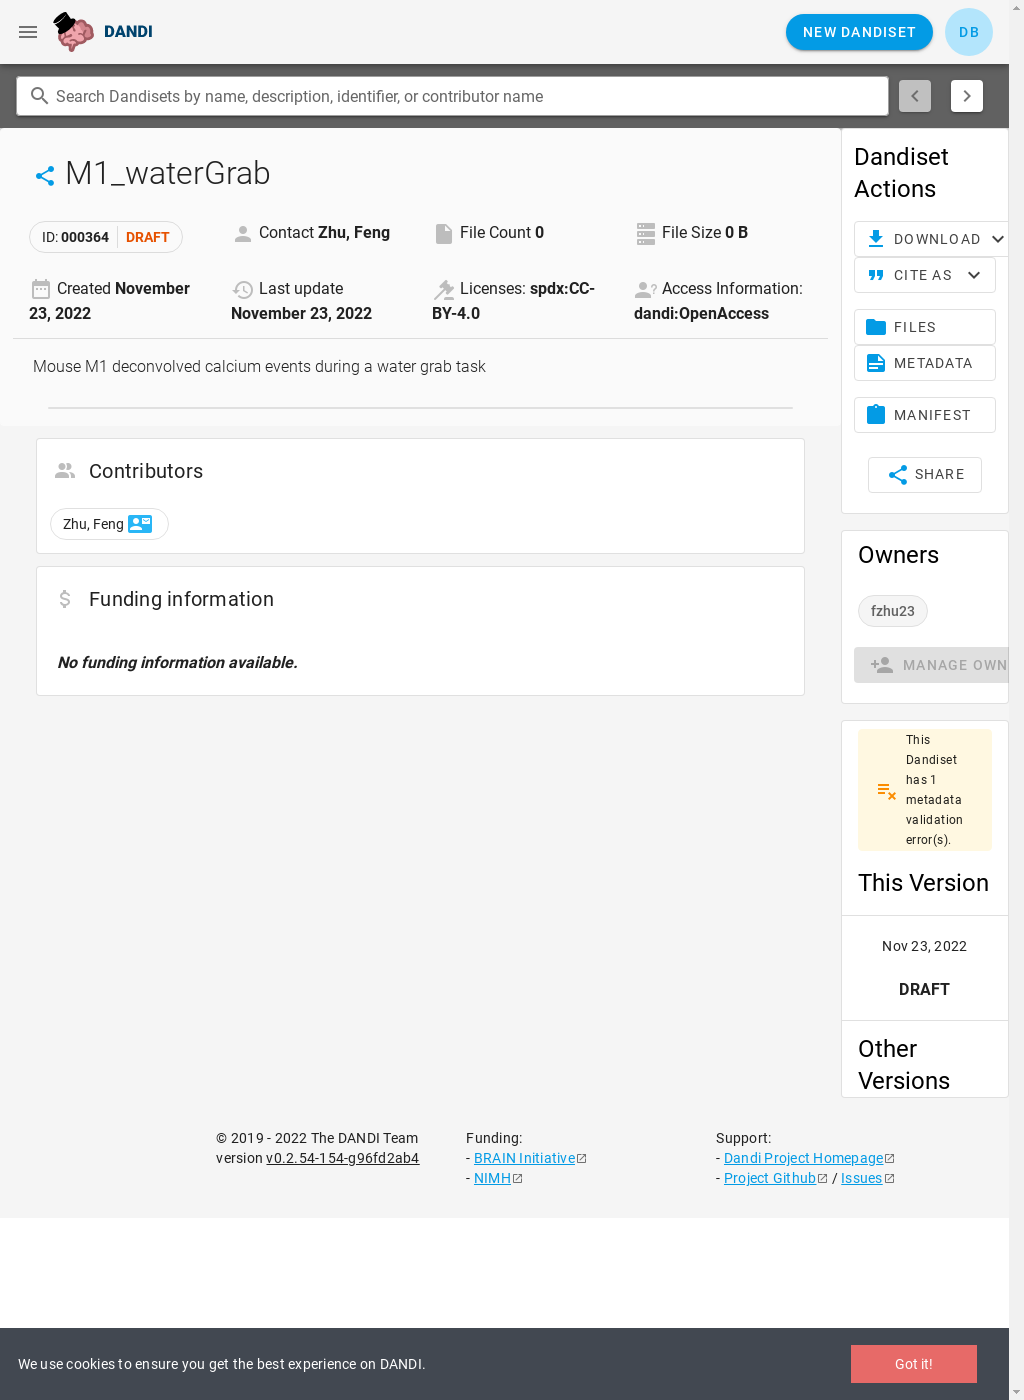 DANDI
NEW DANDISET
DB
Search Dandisets by name, description, identifier, or contributor name
M1_waterGrab
ID: 000364 DRAFT
Contact Zhu, Feng
File Count 0
File Size 0 B
Created November
23, 2022
Last update
November 23, 2022
Licenses: spdx:CC-
BY-4.0
Access Information:
dandi:OpenAccess
Mouse M1 deconvolved calcium events during a water grab task
Contributors
Zhu, Feng
Funding information
No funding information available.
Dandiset
Actions
DOWNLOAD
CITE AS
FILES
METADATA
MANIFEST
SHARE
Owners
fzhu23
MANAGE OWN
This
Dandiset
has 1
metadata
validation
error(s).
This Version
Nov 23, 2022
DRAFT
Other
Versions
© 2019 - 2022 The DANDI Team
version v0.2.54-154-g96fd2ab4
Funding:
- BRAIN Initiative
- NIMH
Support:
- Dandi Project Homepage
- Project Github / Issues
We use cookies to ensure you get the best experience on DANDI.
Got it!